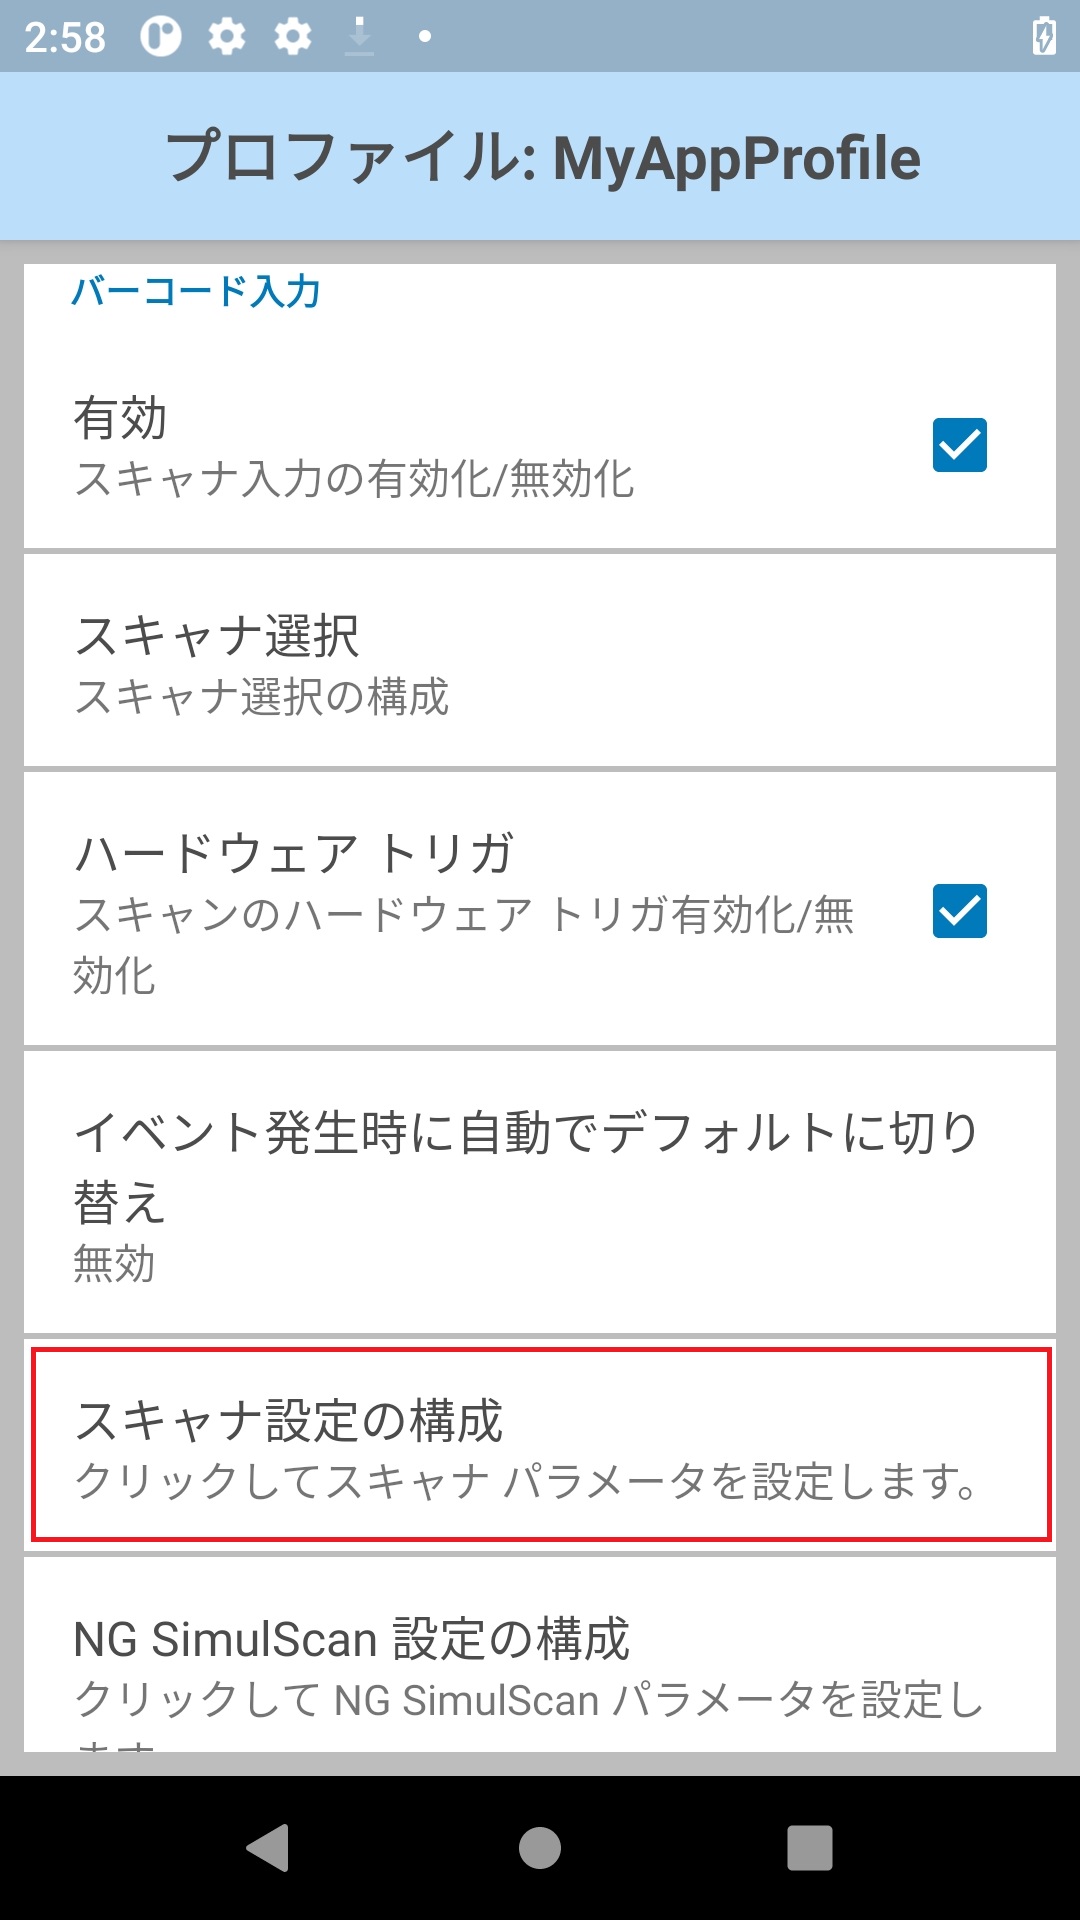 2:58
プロファイル: MyAppProfile
バーコード入力
有効
スキャナ入力の有効化/無効化
スキャナ選択
スキャナ選択の構成
ハードウェア トリガ
スキャンのハードウェア トリガ有効化/無
効化
イベント発生時に自動でデフォルトに切り
替え
無効
スキャナ設定の構成
クリックしてスキャナ パラメータを設定します。
NG SimulScan 設定の構成
クリックして NG SimulScan パラメータを設定し
ます